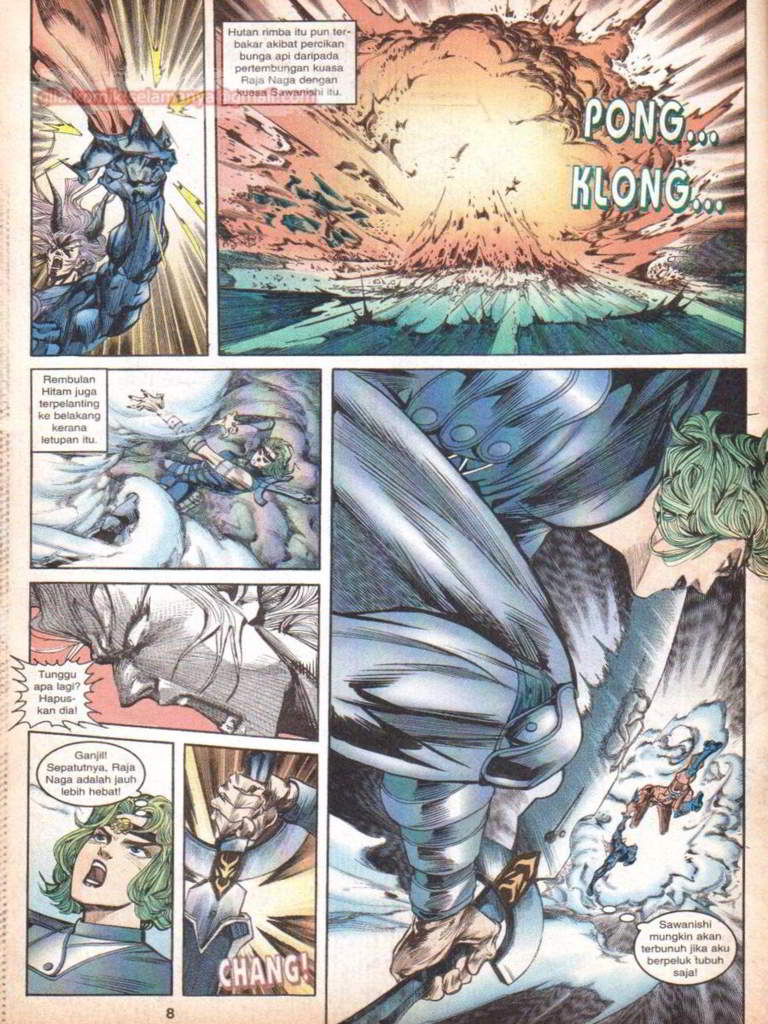 Hutan rimba itu pun ter-
bakar akibat percikan
bunga api daripada
pertembungan kuasa
Raja Naga dengan
kuasa Sawanishi itu.
PONG...
KLONG...
Rembulan
Hitam juga
terpelanting
ke belakang
kerana
letupan itu.
Tunggu
apa lagi?
Hapus-
kan dia!
Ganjil!
Sepatutnya, Raja
Naga adalah jauh
lebih hebat!
CHANG!
Sawanishi
mungkin akan
terbunuh jika aku
berpeluk tubuh
saja!
8